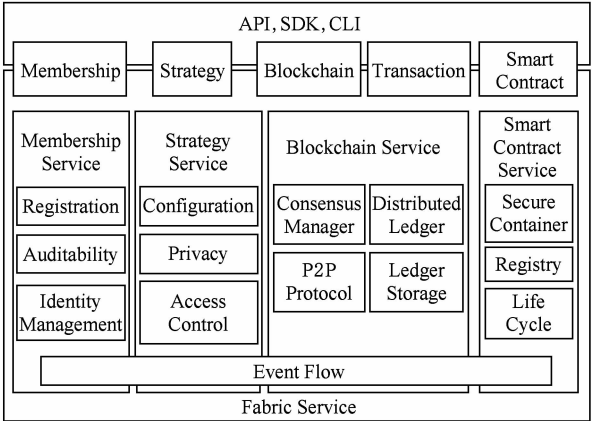 API, SDK, CLI
Membership
Strategy
Blockchain
Transaction
Smart
Contract
Membership
Service
Registration
Auditability
Identity
Management
Strategy
Service
Configuration
Privacy
Access
Control
Blockchain Service
Consensus
Manager
Distributed
Ledger
P2P
Protocol
Ledger
Storage
Smart
Contract
Service
Secure
Container
Registry
Life
Cycle
Event Flow
Fabric Service